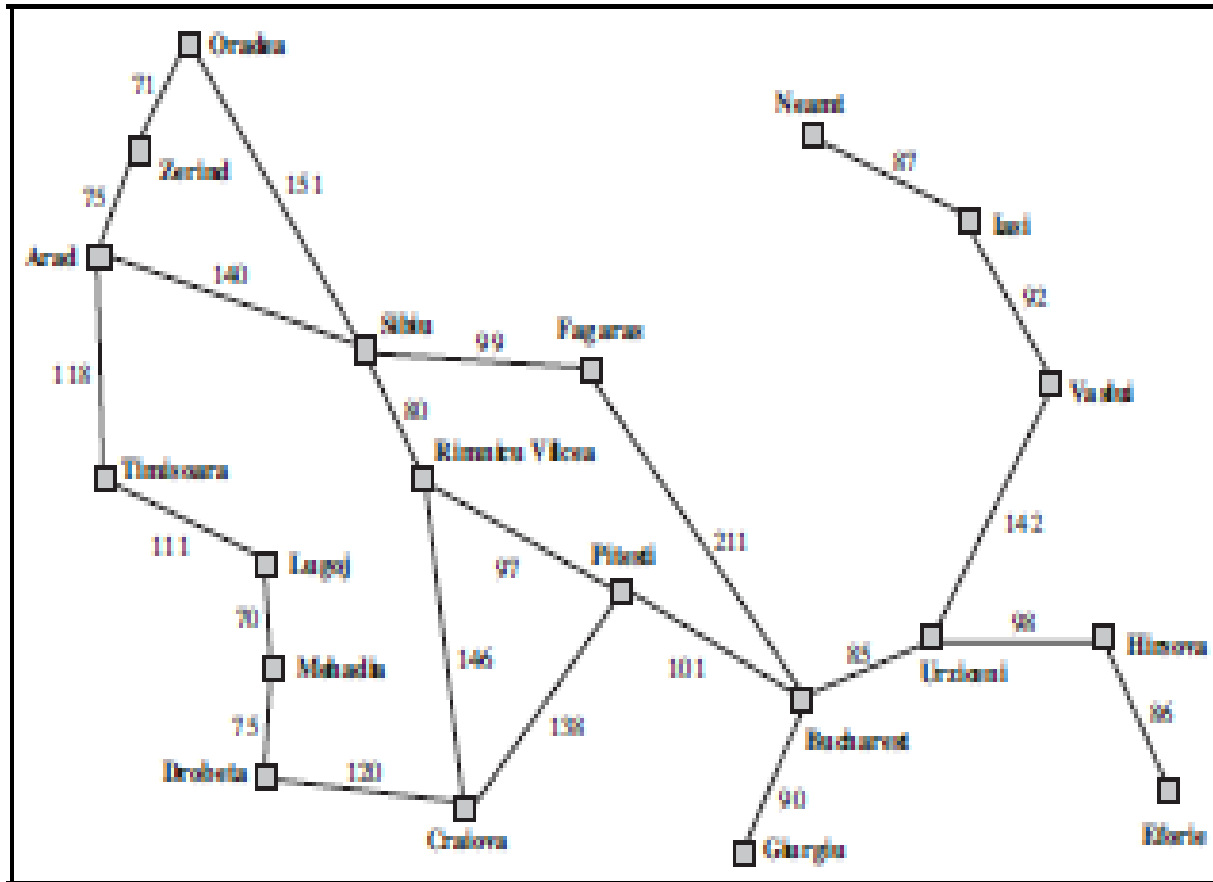 Oradea
71
Neamt
Zerind
87
151
75
Iasi
Arad
140
92
Sibiu
Fagaras
99
118
80
Vaslui
Rimnicu Vilcea
Timisoara
142
111
211
Lugoj
97
Pitesti
70
98
146
85
Hirsova
Mehadia
101
Urziceni
75
138
86
Bucharest
Drobeta
120
90
Craiova
Eforie
Giurgiu